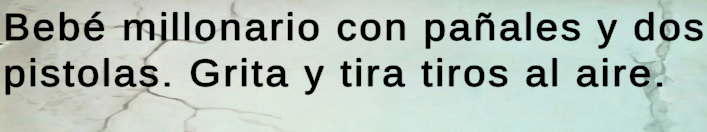 Bebé millonario con pañales y dos
pistolas. Grita y tira tiros al aire.